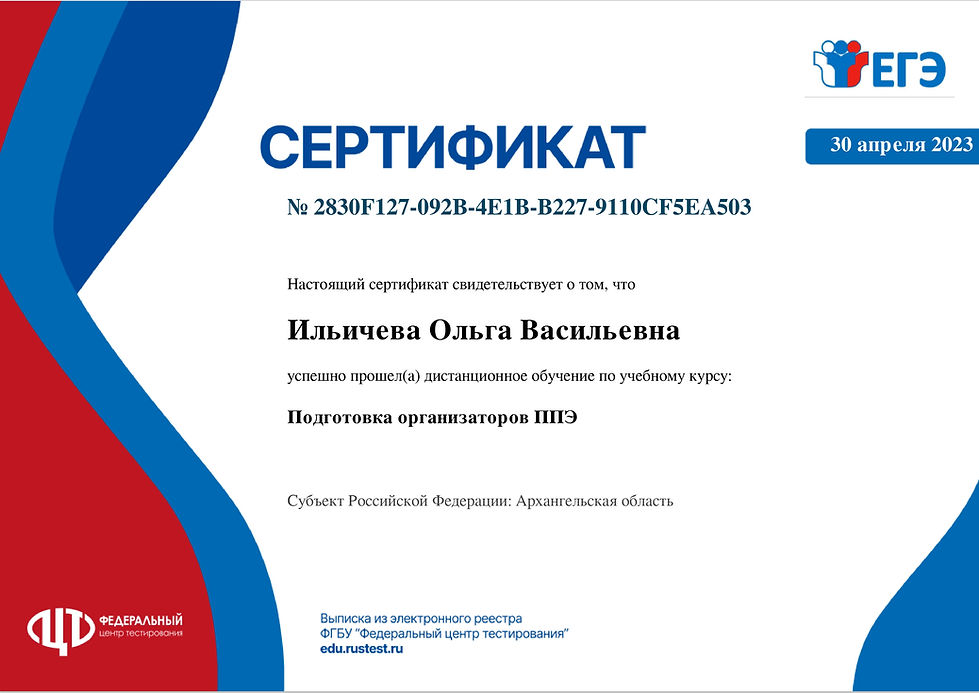 ЕГЭ
СЕРТИФИКАТ
30 апреля 2023
№ 2830F127-092B-4E1B-B227-9110CF5EA503
Настоящий сертификат свидетельствует о том, что
Ильичева Ольга Васильевна
успешно прошел(а) дистанционное обучение по учебному курсу:
Подготовка организаторов ППЭ
Субъект Российской Федерации: Архангельская область
ФЦТ
ФЕДЕРАЛЬНЫЙ
центр тестирования
Выписка из электронного реестра
ФГБУ “Федеральный центр тестирования”
edu.rustest.ru